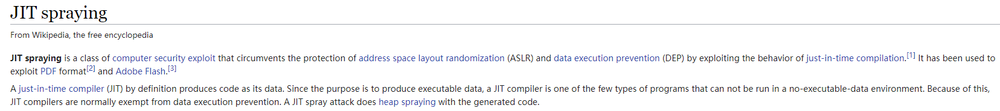 JIT spraying
From Wikipedia, the free encyclopedia
JIT spraying is a class of computer security exploit that circumvents the protection of address space layout randomization (ASLR) and data execution prevention (DEP) by exploiting the behavior of just-in-time compilation.[1] It has been used to
exploit PDF format[2] and Adobe Flash.[3]
A just-in-time compiler (JIT) by definition produces code as its data. Since the purpose is to produce executable data, a JIT compiler is one of the few types of programs that can not be run in a no-executable-data environment. Because of this,
JIT compilers are normally exempt from data execution prevention. A JIT spray attack does heap spraying with the generated code.